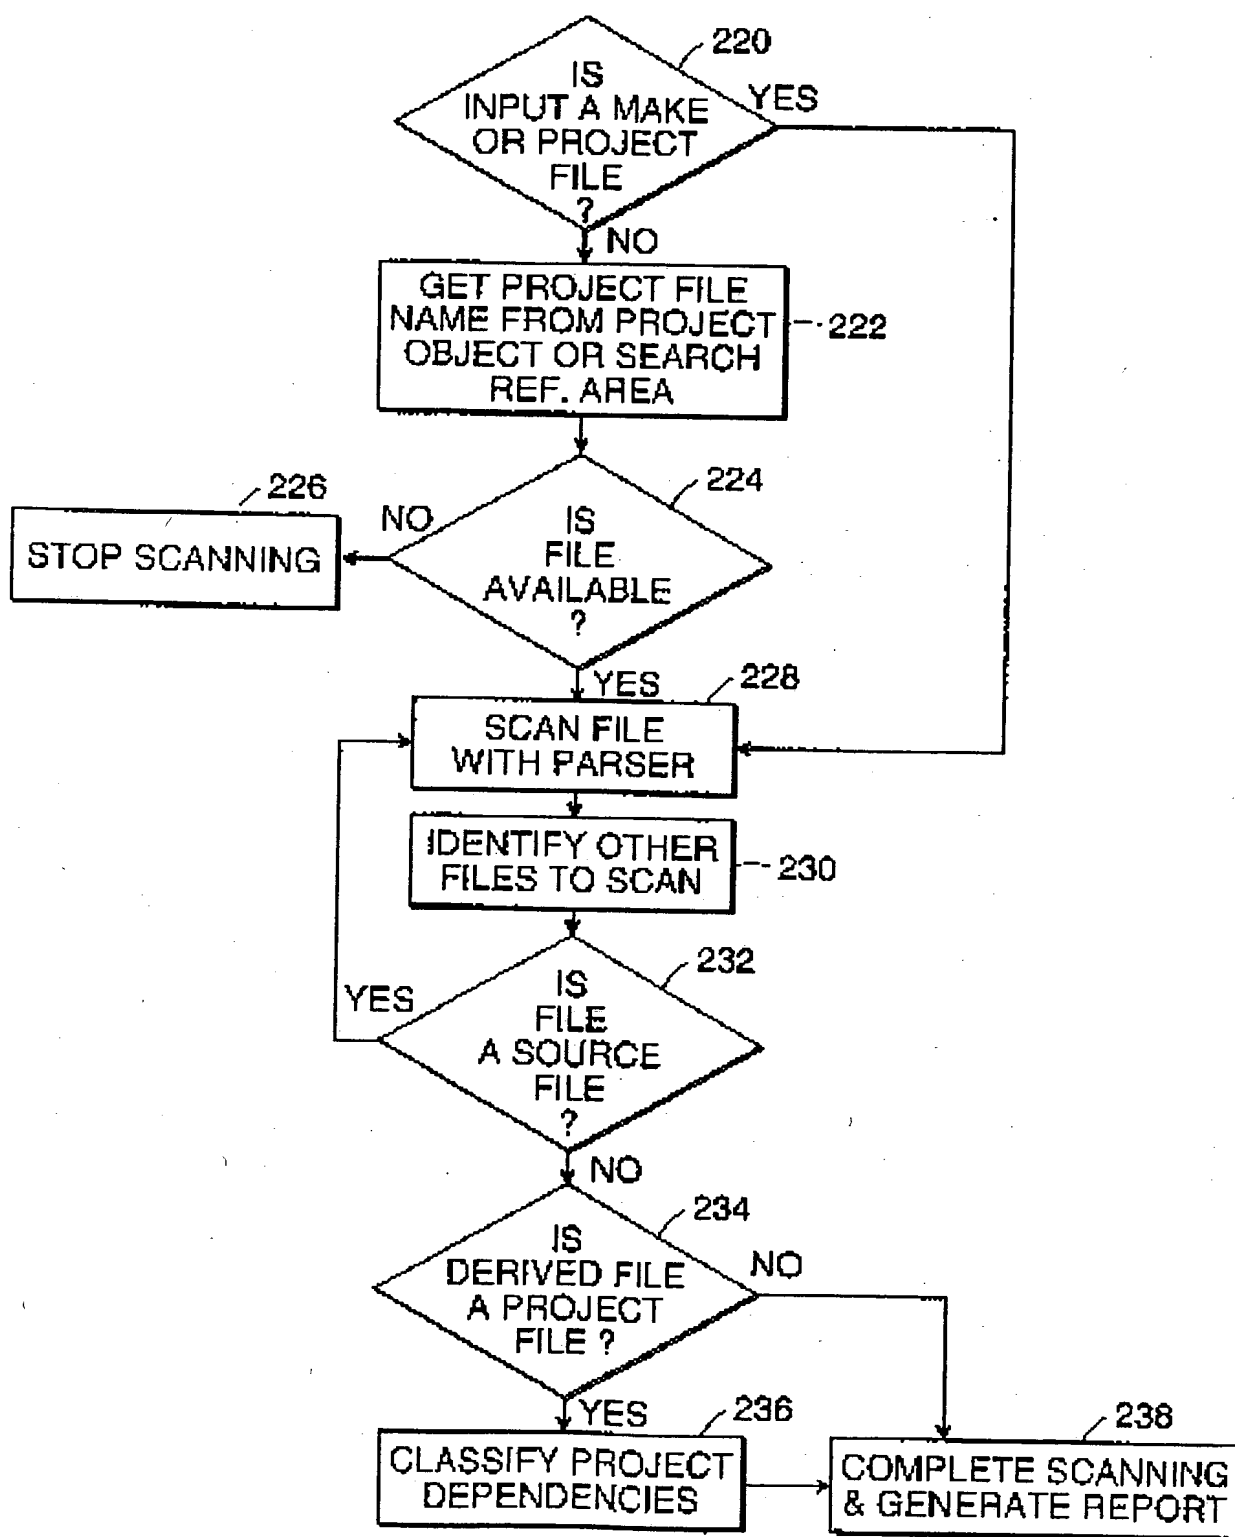 220
IS
INPUT A MAKE
OR PROJECT
FILE
?
YES
NO
GET PROJECT FILE
NAME FROM PROJECT
OBJECT OR SEARCH
REF. AREA
222
224
IS
FILE
AVAILABLE
?
NO
226
STOP SCANNING
YES
228
SCAN FILE
WITH PARSER
IDENTIFY OTHER
FILES TO SCAN
230
232
IS
FILE
A SOURCE
FILE
?
YES
NO
234
IS
DERIVED FILE
A PROJECT
FILE ?
NO
YES
236
CLASSIFY PROJECT
DEPENDENCIES
238
COMPLETE SCANNING
& GENERATE REPORT